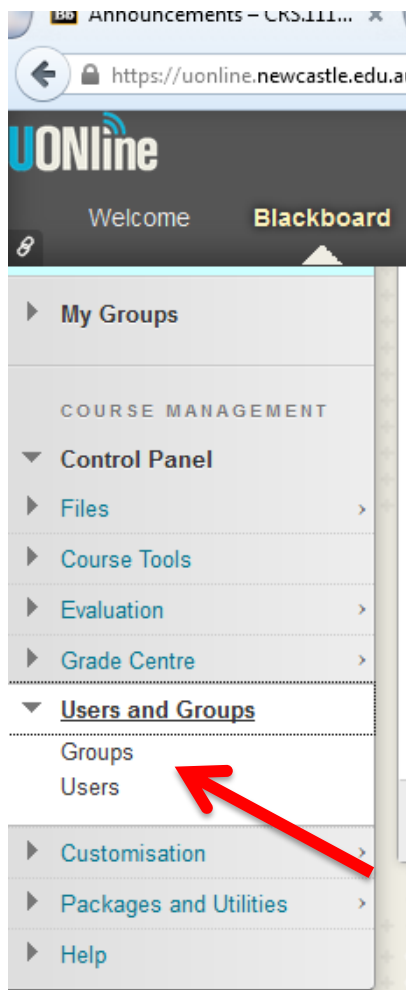 Bb Announcements – CRS.111...
https://uonline.newcastle.edu.a
UONline
Welcome Blackboard
My Groups
COURSE MANAGEMENT
Control Panel
Files
Course Tools
Evaluation
Grade Centre
Users and Groups
Groups
Users
Customisation
Packages and Utilities
Help